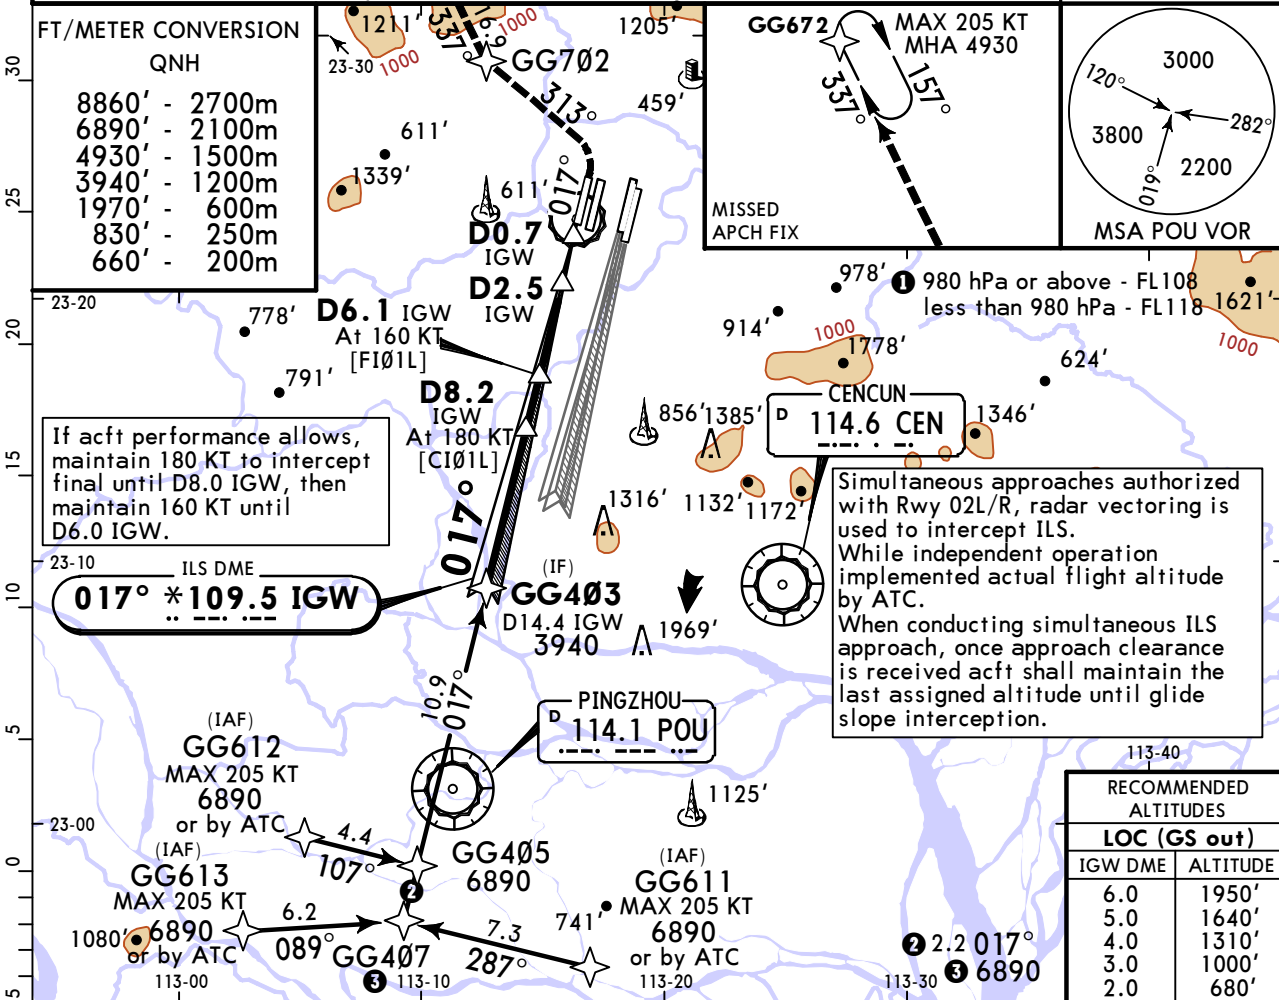 FT/METER CONVERSION
QNH
8860' - 2700m
6890' - 2100m
4930' - 1500m
3940' - 1200m
1970' - 600m
830' - 250m
660' - 200m
30
25
20
15
10
5
0
5
1211'
1000
23-30
1000
337°
16.9
GGØ702
313°
1205'
459'
611'
1339'
611'
017°
GG672
MAX 205 KT
MHA 4930
337°
157°
MISSED
APCH FIX
3000
120°
282°
3800
2200
019°
MSA POU VOR
D0.7
IGW
D2.5
IGW
23-20
778'
D6.1 IGW
At 160 KT
[FIØ1L]
791'
D8.2
IGW
At 180 KT
[CIØ1L]
978'
❶ 980 hPa or above - FL108
less than 980 hPa - FL118
914'
1000
1778'
1621'
1000
624'
CENCUN
D 114.6 CEN
1346'
856'
1385'
1316'
1132'
1172'
If acft performance allows,
maintain 180 KT to intercept
final until D8.0 IGW, then
maintain 160 KT until
D6.0 IGW.
Simultaneous approaches authorized
with Rwy 02L/R, radar vectoring is
used to intercept ILS.
While independent operation
implemented actual flight altitude
by ATC.
When conducting simultaneous ILS
approach, once approach clearance
is received acft shall maintain the
last assigned altitude until glide
slope interception.
017°
23-10
ILS DME
017° *109.5 IGW
(IF)
GG4Ø3
D14.4 IGW
3940
1969'
10.9
017°
PINGZHOU
D 114.1 POU
(IAF)
GG612
MAX 205 KT
6890
or by ATC
23-00
4.4
107°
GG4Ø5
6890
1125'
113-40
(IAF)
GG613
MAX 205 KT
6890
or by ATC
1080'
6.2
089°
❷
GG4Ø7
❸
7.3
287°
741'
(IAF)
GG611
MAX 205 KT
6890
or by ATC
❷ 2.2 017°
❸ 6890
113-00
113-10
113-20
113-30
RECOMMENDED
ALTITUDES
LOC (GS out)
IGW DME ALTITUDE
6.0 1950'
5.0 1640'
4.0 1310'
3.0 1000'
2.0 680'